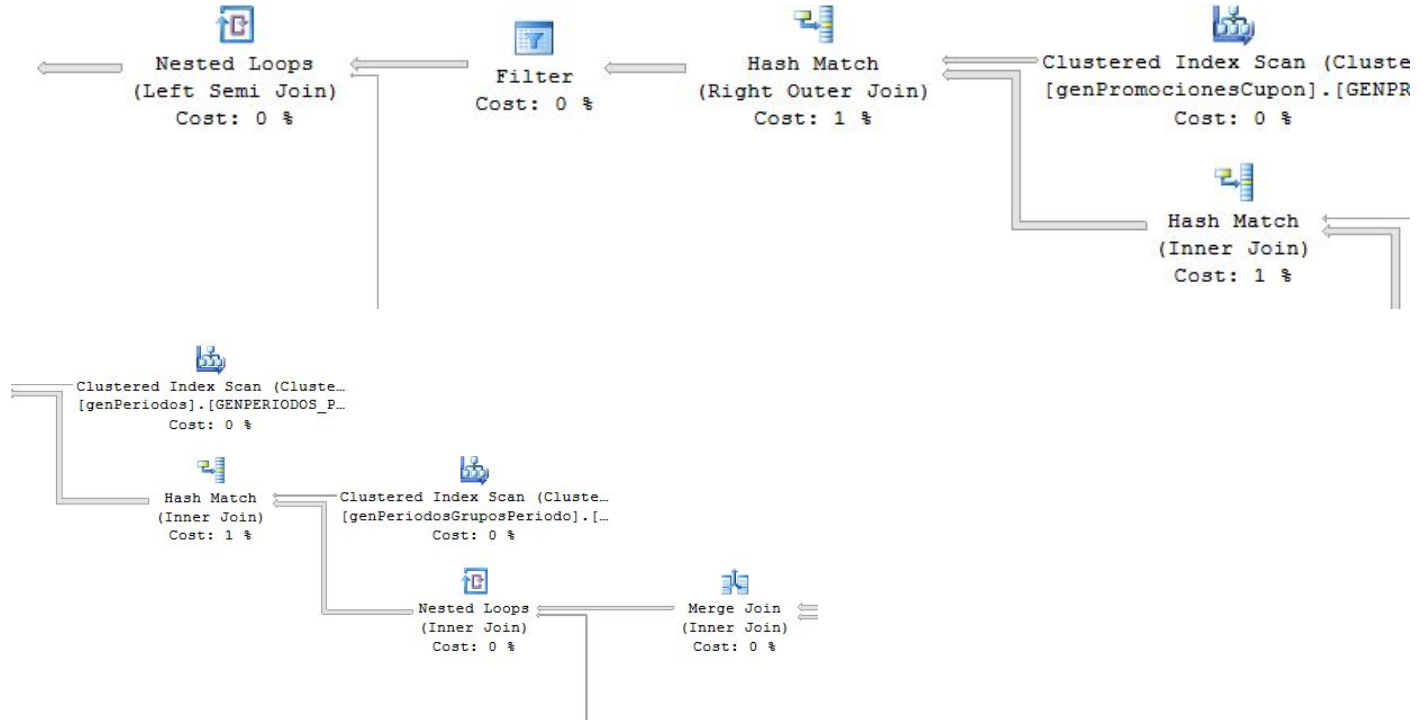 Nested Loops
(Left Semi Join)
Cost: 0 %
Filter
Cost: 0 %
Hash Match
(Right Outer Join)
Cost: 1 %
Clustered Index Scan (Cluste
[genPromocionesCupon].[GENPR
Cost: 0 %
Hash Match
(Inner Join)
Cost: 1 %
Clustered Index Scan (Cluste…
[genPeriodos].[GENPERIODOS_P…
Cost: 0 %
Hash Match
(Inner Join)
Cost: 1 %
Clustered Index Scan (Cluste…
[genPeriodosGruposPeriodo].[…
Cost: 0 %
Nested Loops
(Inner Join)
Cost: 0 %
Merge Join
(Inner Join)
Cost: 0 %